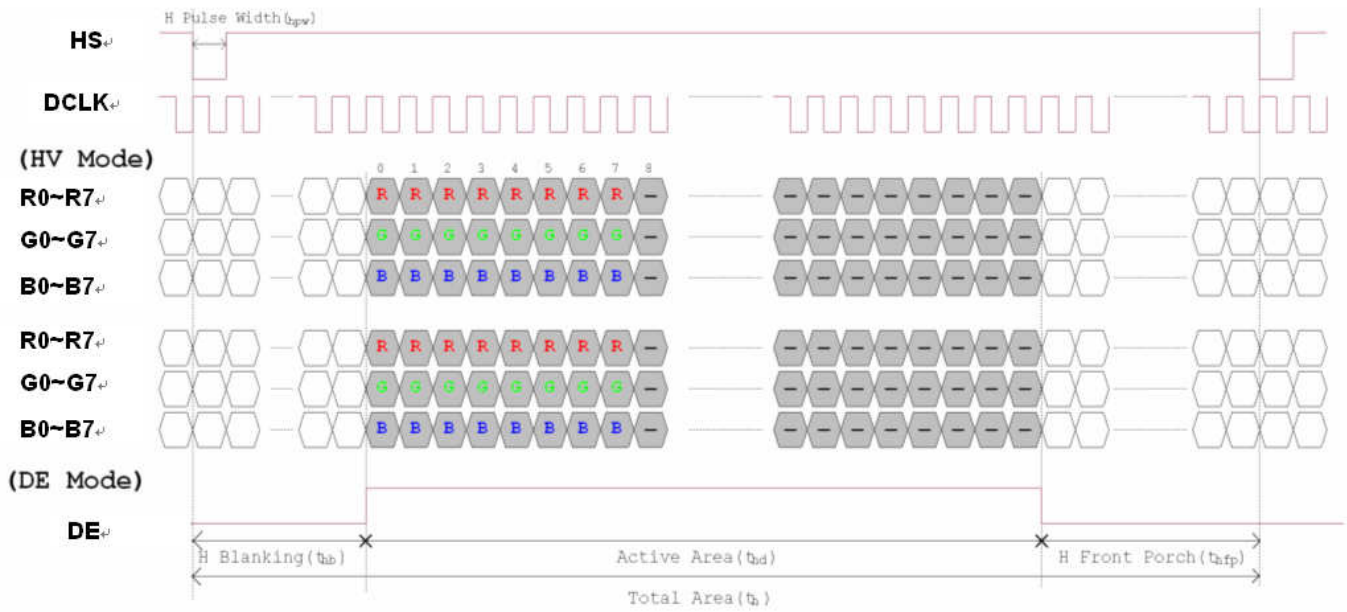 H Pulse Width(thpw)
HS
DCLK
(HV Mode)
0 1 2 3 4 5 6 7 8
R0~R7 R R R R R R R R - - - - - - - - -
G0~G7 G G G G G G G G - - - - - - - - -
B0~B7 B B B B B B B B - - - - - - - - -
R0~R7 R R R R R R R R - - - - - - - - -
G0~G7 G G G G G G G G - - - - - - - - -
B0~B7 B B B B B B B B - - - - - - - - -
(DE Mode)
DE
H Blanking(thb) Active Area(thd) H Front Porch(thfp)
Total Area(th)